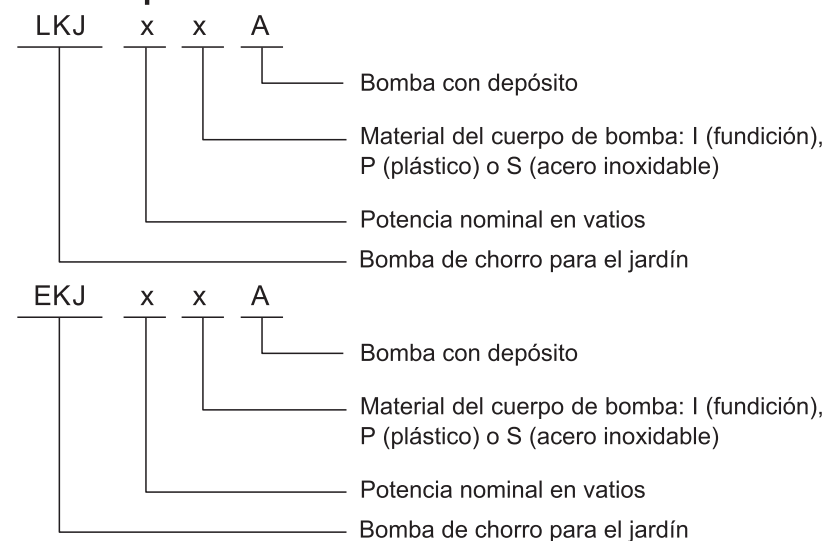 LKJ x x A
Bomba con depósito
Material del cuerpo de bomba: I (fundición),
P (plástico) o S (acero inoxidable)
Potencia nominal en vatios
Bomba de chorro para el jardín
EKJ x x A
Bomba con depósito
Material del cuerpo de bomba: I (fundición),
P (plástico) o S (acero inoxidable)
Potencia nominal en vatios
Bomba de chorro para el jardín